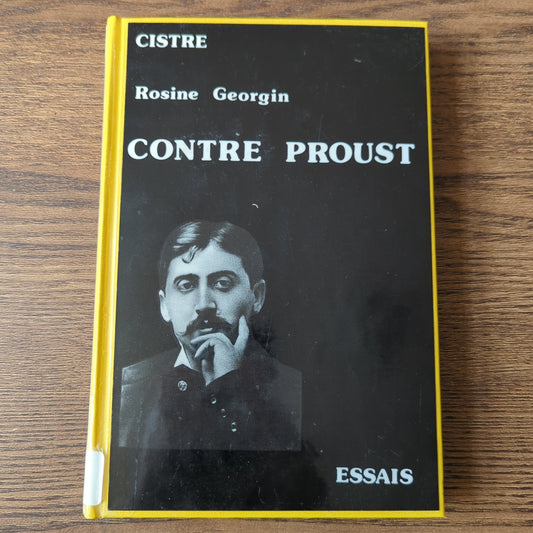 CISTRE
Rosine Georgin
CONTRE PROUST
ESSAIS